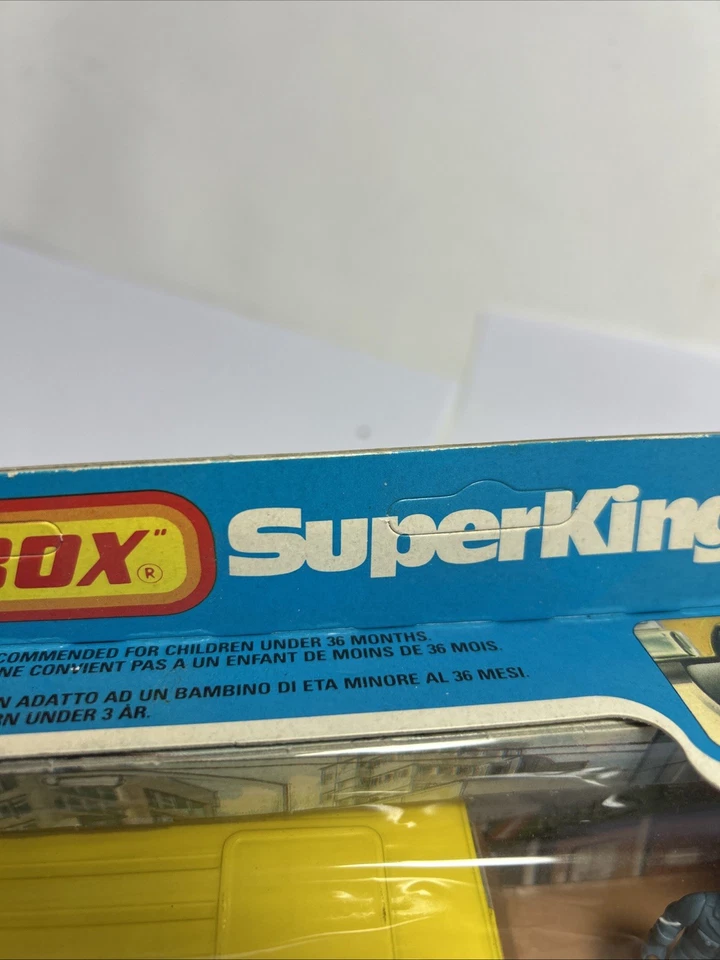 BOX"®
SuperKing
COMMENDED FOR CHILDREN UNDER 36 MONTHS.
NE CONVIENT PAS A UN ENFANT DE MOINS DE 36 MOIS.
N ADATTO AD UN BAMBINO DI ETA MINORE AL 36 MESI.
RN UNDER 3 ÅR.